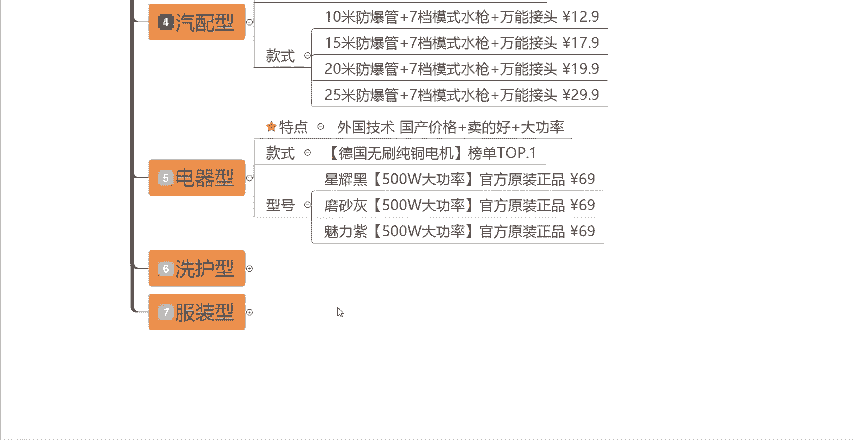 4 汽配型
款式
10米防爆管+7档模式水枪+万能接头 ¥12.9
15米防爆管+7档模式水枪+万能接头 ¥17.9
20米防爆管+7档模式水枪+万能接头 ¥19.9
25米防爆管+7档模式水枪+万能接头 ¥29.9
5 电器型
特点 外国技术 国产价格+卖的好+大功率
款式 【德国无刷纯铜电机】榜单TOP.1
型号
星耀黑【500W大功率】官方原装正品 ¥69
磨砂灰【500W大功率】官方原装正品 ¥69
魅力紫【500W大功率】官方原装正品 ¥69
6 洗护型
7 服装型